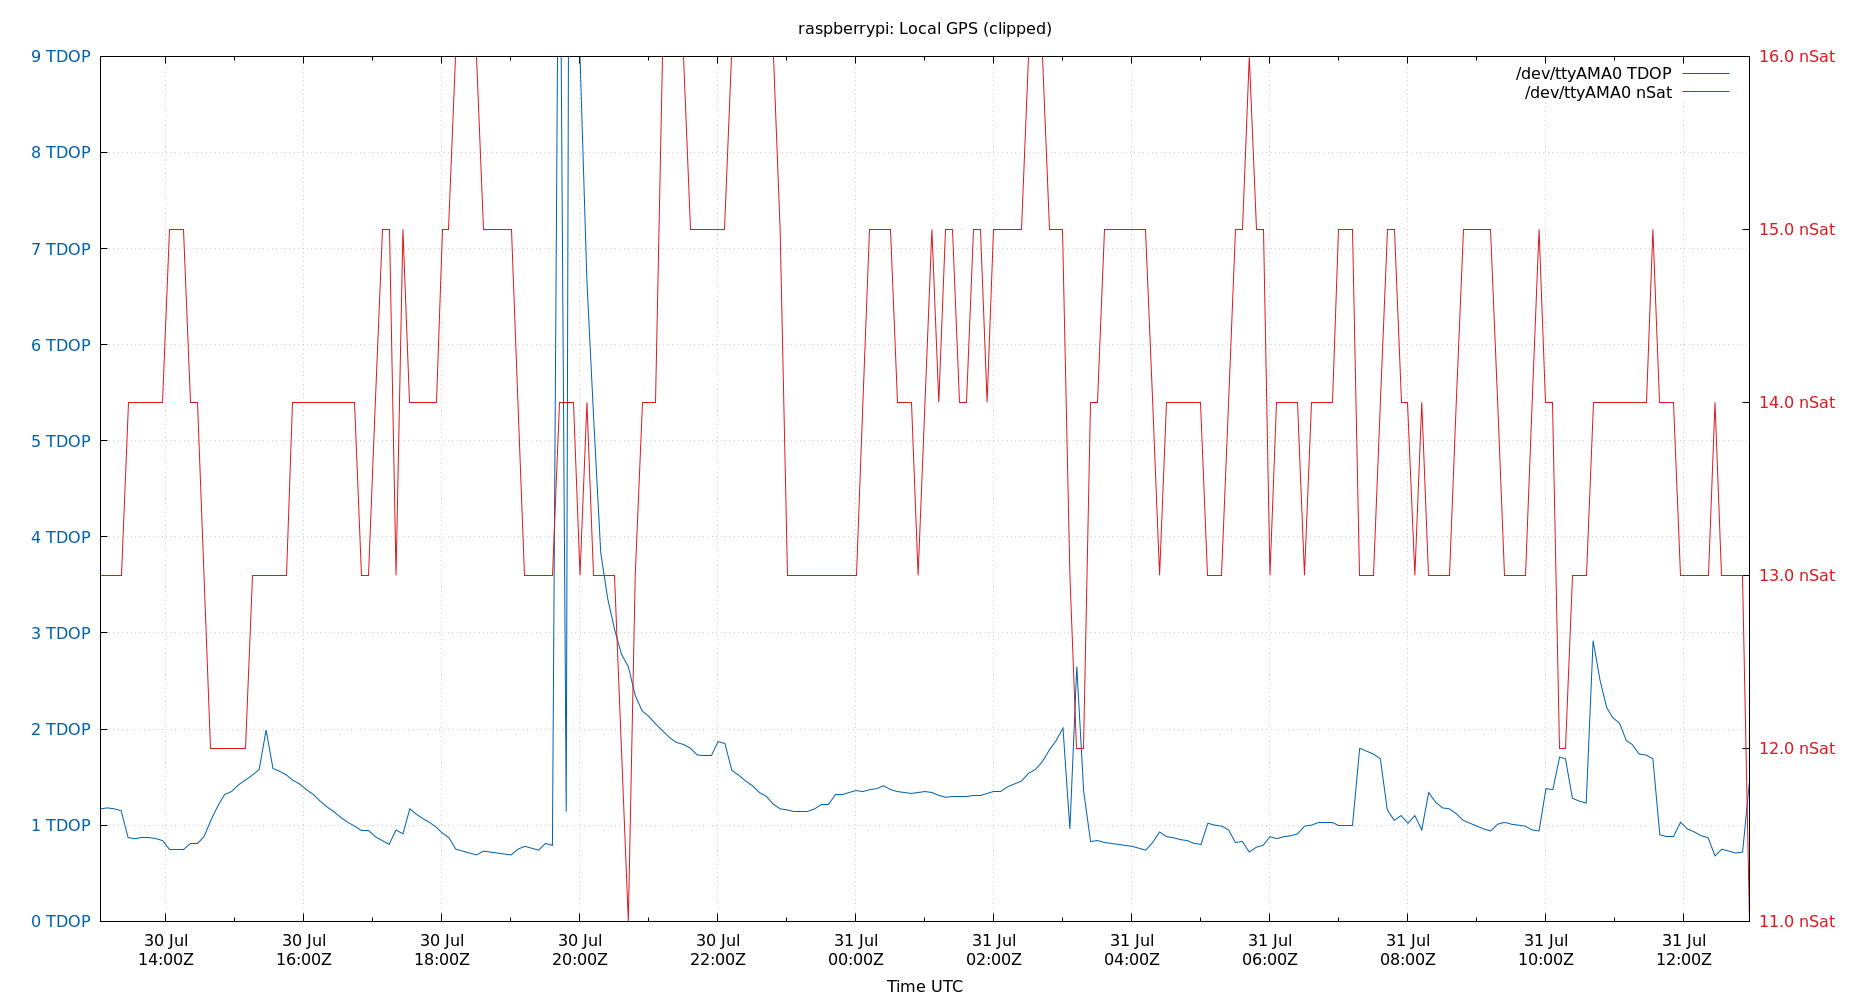 raspberrypi: Local GPS (clipped)
9 TDOP
8 TDOP
7 TDOP
6 TDOP
5 TDOP
4 TDOP
3 TDOP
2 TDOP
1 TDOP
0 TDOP
/dev/ttyAMA0 TDOP
/dev/ttyAMA0 nSat
16.0 nSat
15.0 nSat
14.0 nSat
13.0 nSat
12.0 nSat
11.0 nSat
30 Jul
14:00Z
30 Jul
16:00Z
30 Jul
18:00Z
30 Jul
20:00Z
30 Jul
22:00Z
31 Jul
00:00Z
31 Jul
02:00Z
31 Jul
04:00Z
31 Jul
06:00Z
31 Jul
08:00Z
31 Jul
10:00Z
31 Jul
12:00Z
Time UTC